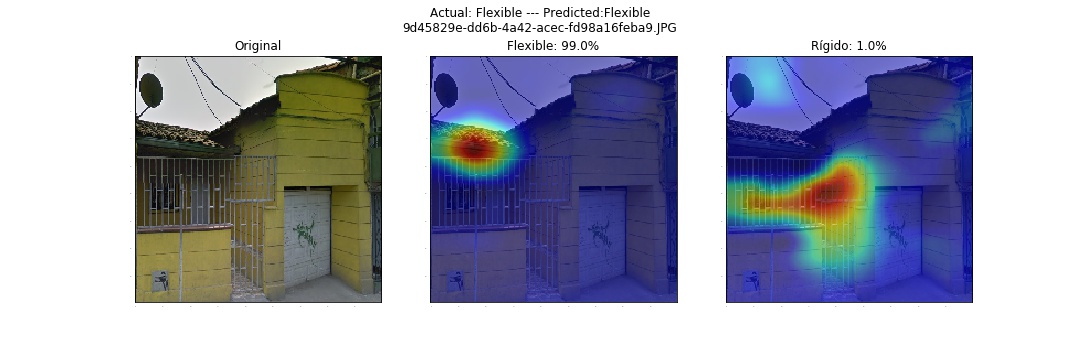 Actual: Flexible --- Predicted:Flexible
9d45829e-dd6b-4a42-acec-fd98a16feba9.JPG
Original
Flexible: 99.0%
Rígido: 1.0%